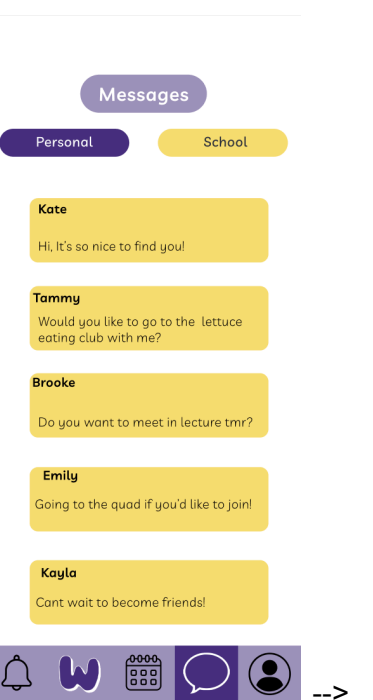 Messages
Personal
School
Kate
Hi, It's so nice to find you!
Tammy
Would you like to go to the lettuce
eating club with me?
Brooke
Do you want to meet in lecture tmr?
Emily
Going to the quad if you'd like to join!
Kayla
Cant wait to become friends!
W
-->